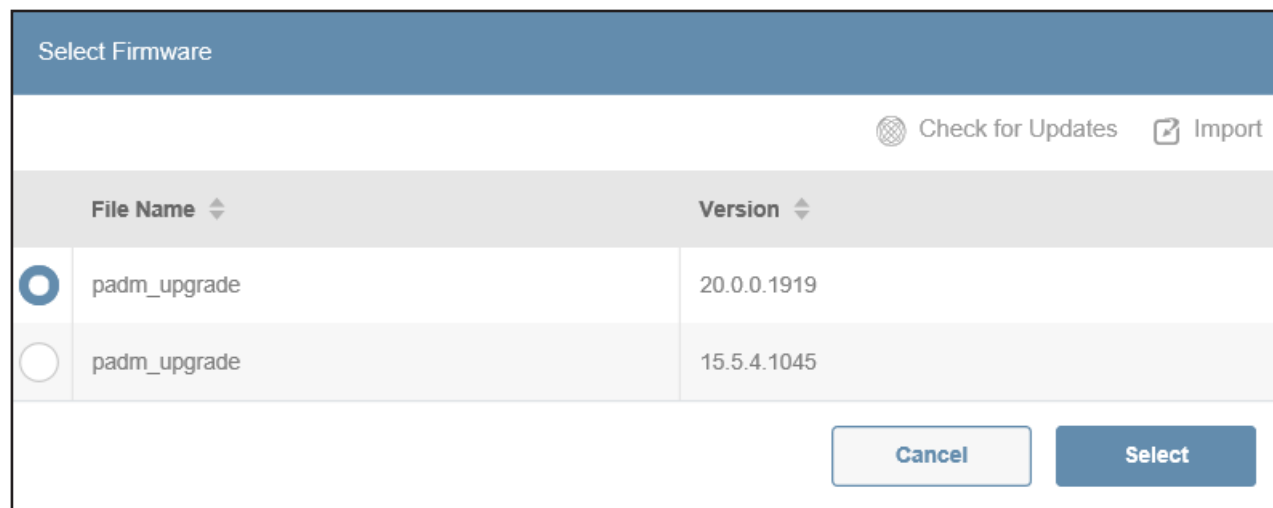 Select Firmware
Check for Updates Import
File Name Version
padm_upgrade 20.0.0.1919
padm_upgrade 15.5.4.1045
Cancel Select